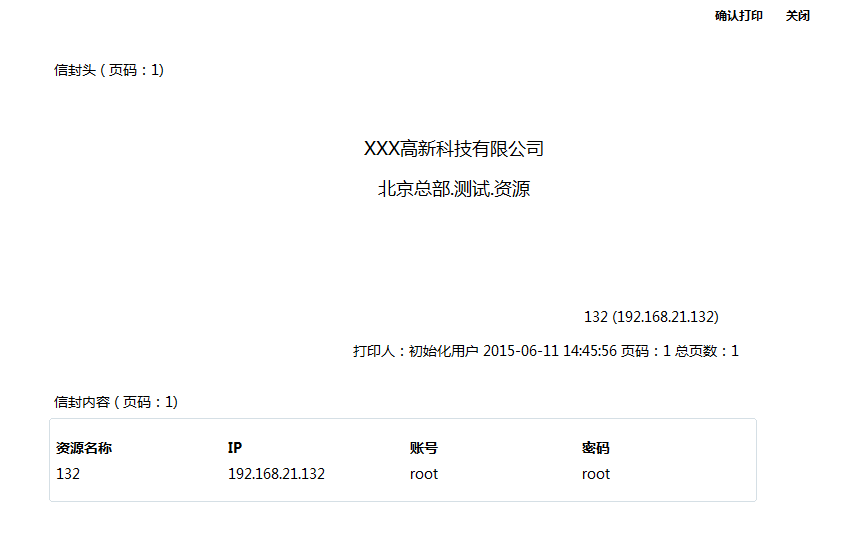 确认打印 关闭
信封头 ( 页码：1)
XXX高新科技有限公司
北京总部.测试.资源
132 (192.168.21.132)
打印人：初始化用户 2015-06-11 14:45:56 页码：1 总页数：1
信封内容 ( 页码：1)
资源名称 IP 账号 密码
132 192.168.21.132 root root